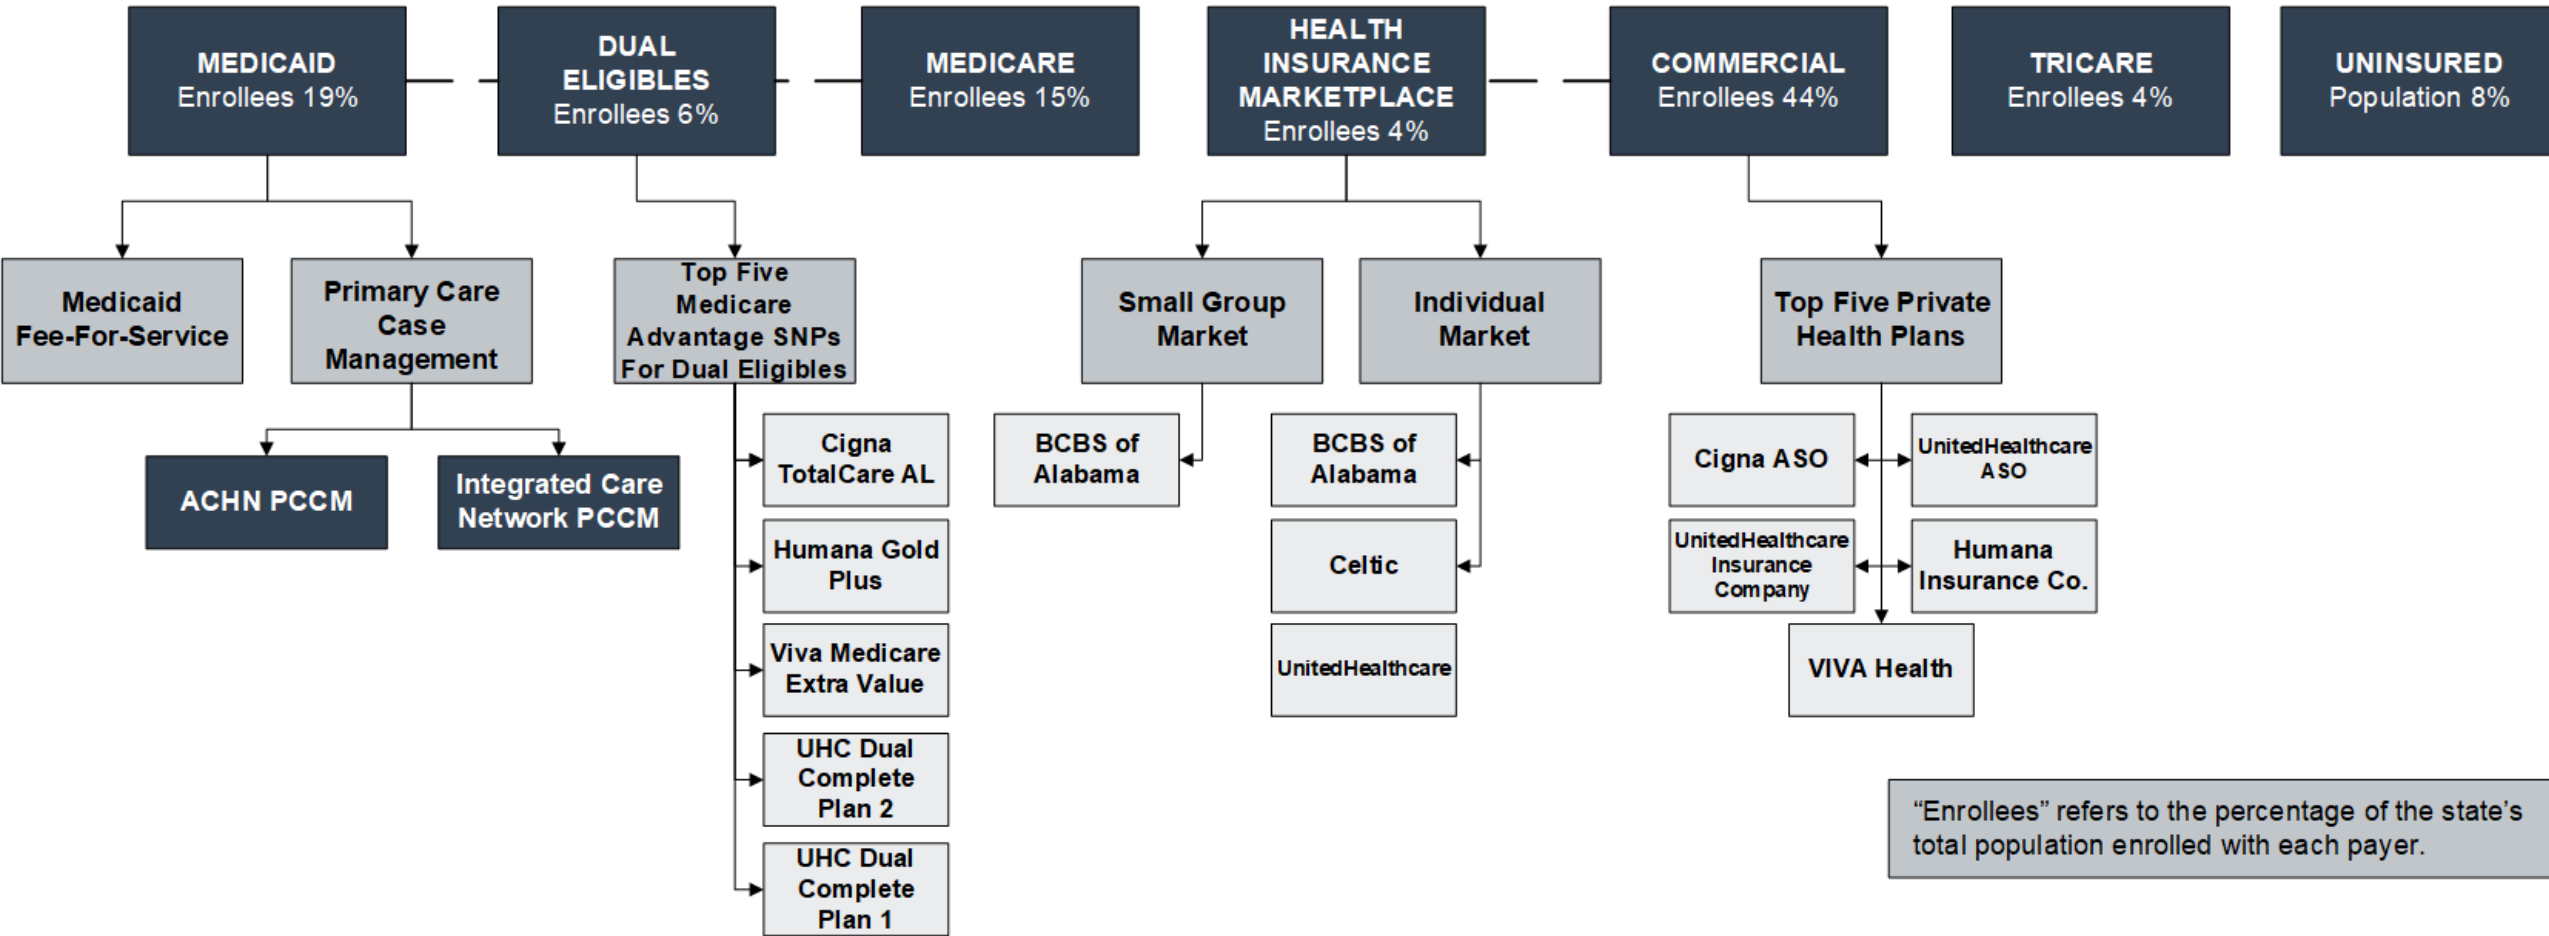 MEDICAID
Enrollees 19%
DUAL
ELIGIBLES
Enrollees 6%
MEDICARE
Enrollees 15%
HEALTH
INSURANCE
MARKETPLACE
Enrollees 4%
COMMERCIAL
Enrollees 44%
TRICARE
Enrollees 4%
UNINSURED
Population 8%
Medicaid
Fee-For-Service
Primary Care
Case
Management
Top Five
Medicare
Advantage SNPs
For Dual Eligibles
Small Group
Market
Individual
Market
Top Five Private
Health Plans
ACHN PCCM
Integrated Care
Network PCCM
Cigna
TotalCare AL
Humana Gold
Plus
Viva Medicare
Extra Value
UHC Dual
Complete
Plan 2
UHC Dual
Complete
Plan 1
BCBS of
Alabama
BCBS of
Alabama
Celtic
UnitedHealthcare
Cigna ASO
UnitedHealthcare
ASO
UnitedHealthcare
Insurance
Company
Humana
Insurance Co.
VIVA Health
“Enrollees” refers to the percentage of the state’s
total population enrolled with each payer.